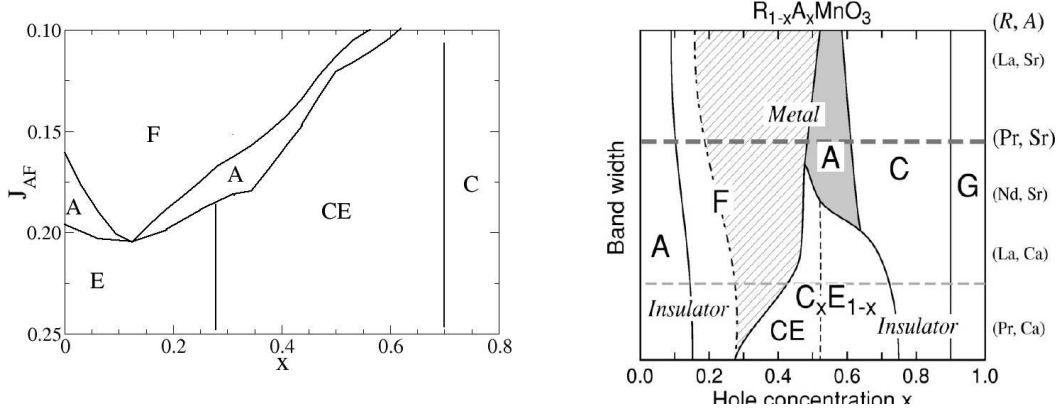 0.10
0.15
0.20
0.25
J_AF
F
A
A
C
CE
E
0 0.2 0.4 0.6 0.8
x
R₁₋ₓAₓMnO₃
(R, A)
(La, Sr)
Metal
(Pr, Sr)
A
C
F
G
(Nd, Sr)
A
(La, Ca)
CₓE₁₋ₓ
Insulator
CE
Insulator
(Pr, Ca)
Band width
0.0 0.2 0.4 0.6 0.8 1.0
Hole concentration x